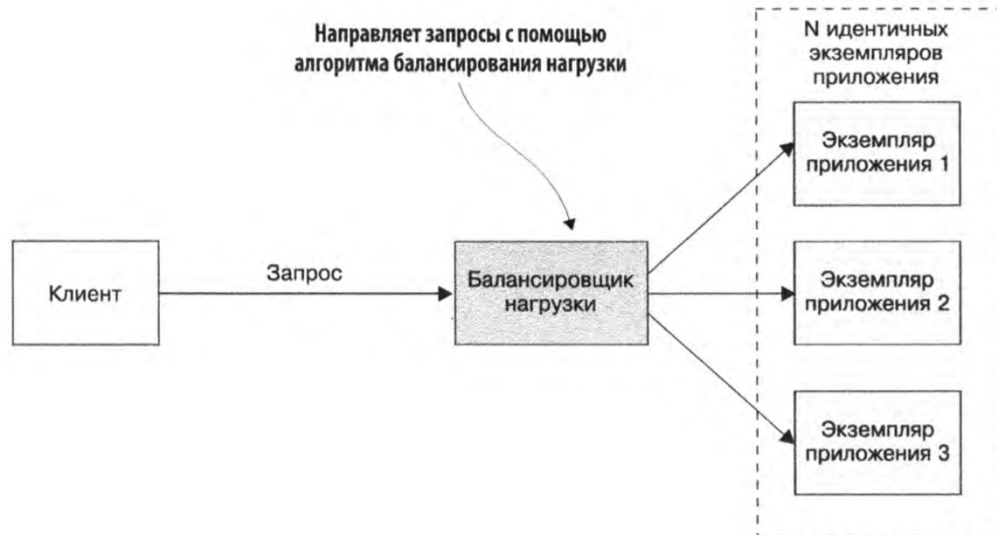 Направляет запросы с помощью
алгоритма балансирования нагрузки
N идентичных
экземпляров
приложения
Экземпляр
приложения 1
Клиент
Запрос
Балансировщик
нагрузки
Экземпляр
приложения 2
Экземпляр
приложения 3